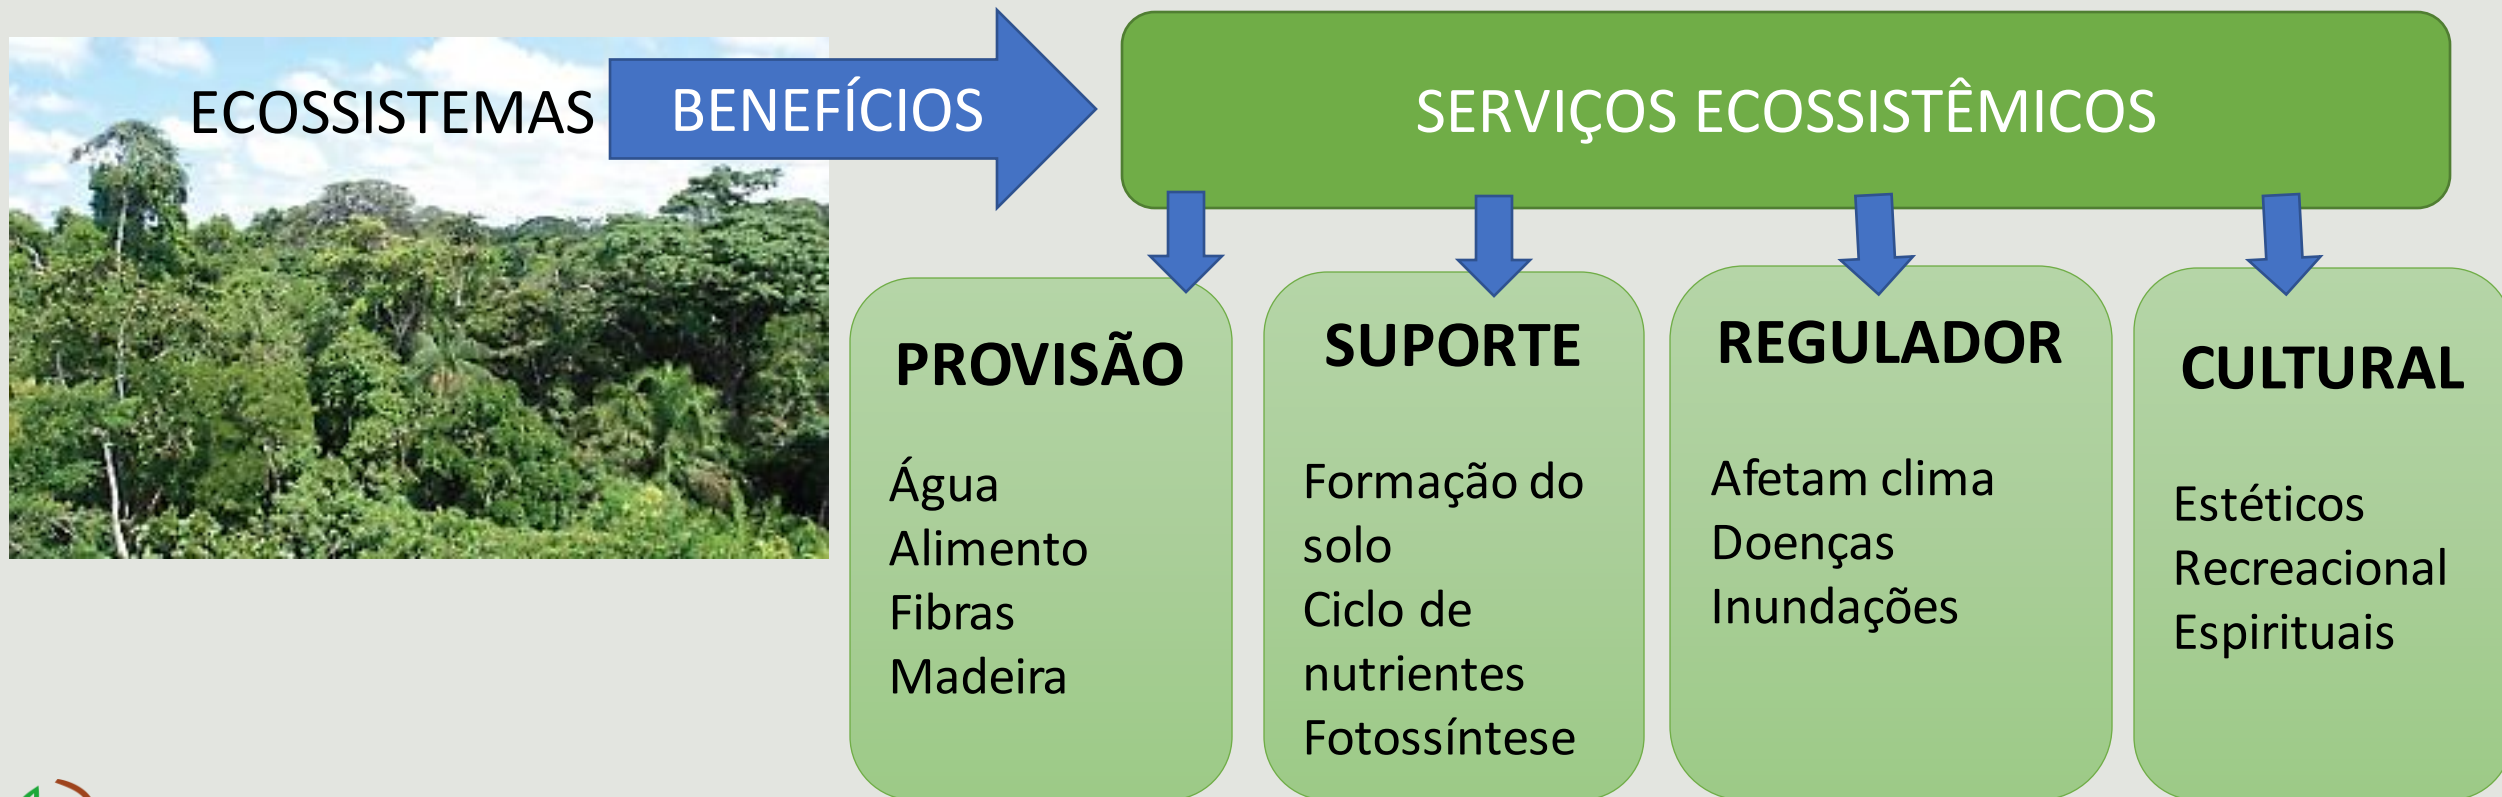 ECOSSISTEMAS
BENEFÍCIOS
SERVIÇOS ECOSSISTÊMICOS
PROVISÃO
Água
Alimento
Fibras
Madeira
SUPORTE
Formação do
solo
Ciclo de
nutrientes
Fotossíntese
REGULADOR
Afetam clima
Doenças
Inundações
CULTURAL
Estéticos
Recreacional
Espirituais